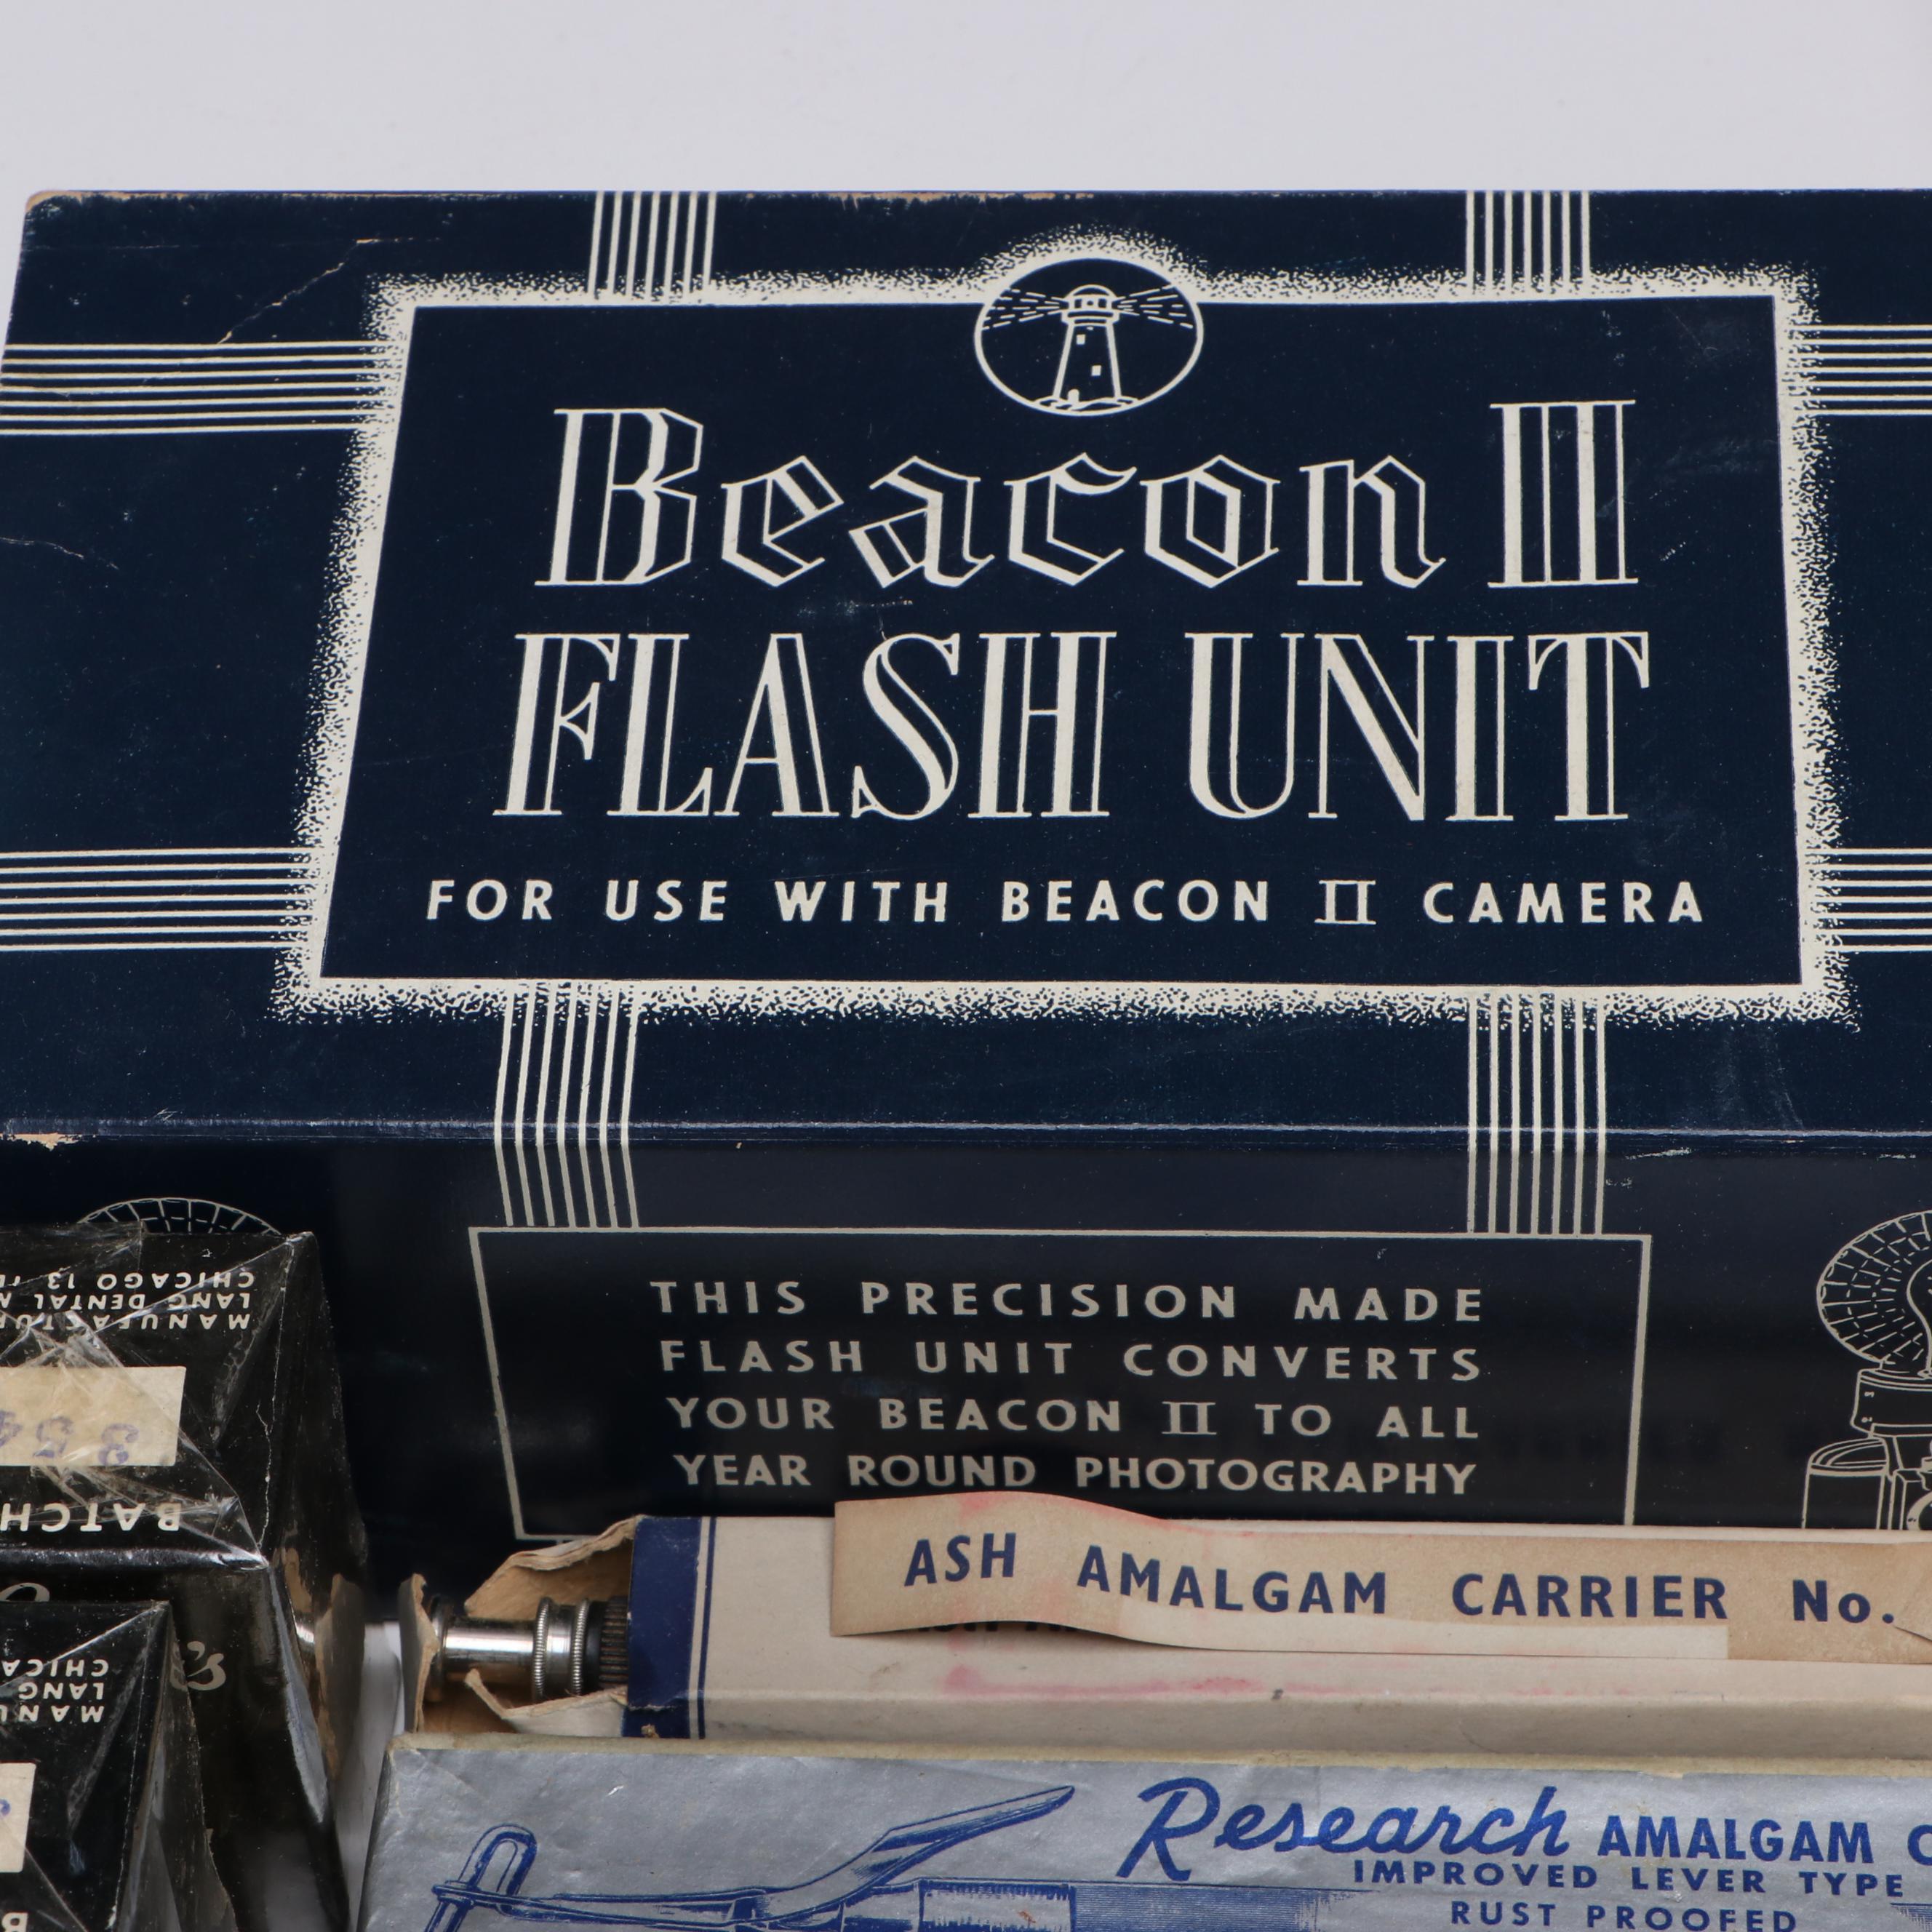 Beacon II
FLASH UNIT
FOR USE WITH BEACON II CAMERA
THIS PRECISION MADE
FLASH UNIT CONVERTS
YOUR BEACON II TO ALL
YEAR ROUND PHOTOGRAPHY
ASH AMALGAM CARRIER No.
Research AMALGAM
IMPROVED LEVER TYPE
RUST PROOFED
BATCH
LANG DENTAL
CHICAGO 13
LANG